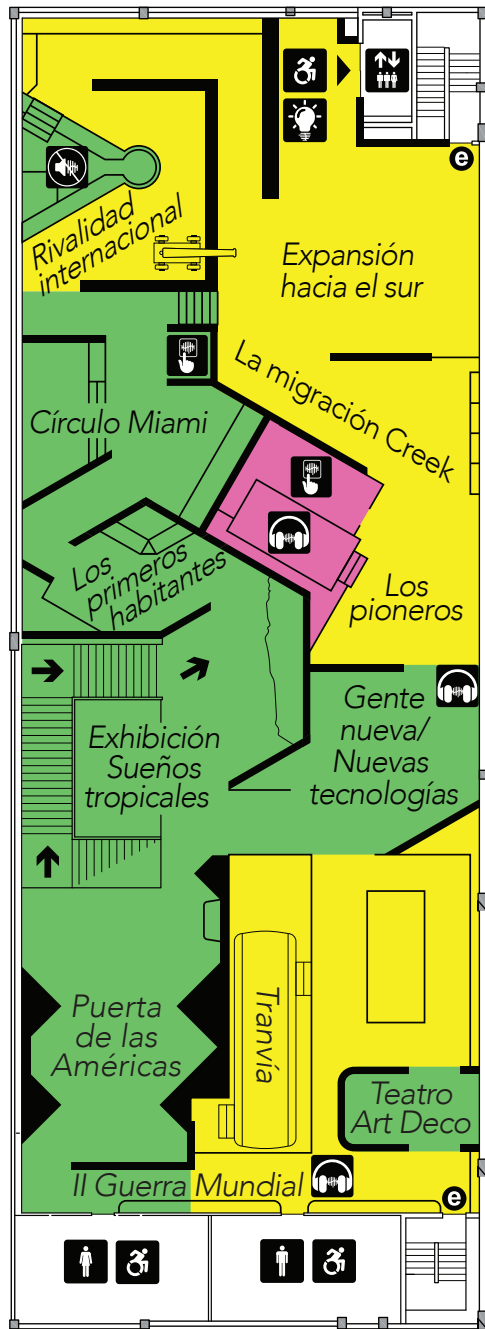 e
Rivalidad
internacional
Expansión
hacia el sur
La migración Creek
Círculo Miami
Los
primeros
habitantes
Los
pioneros
Gente
nueva/
Nuevas
tecnologías
Exhibición
Sueños
tropicales
Tranvía
Puerta
de las
Américas
Teatro
Art Deco
II Guerra Mundial
e